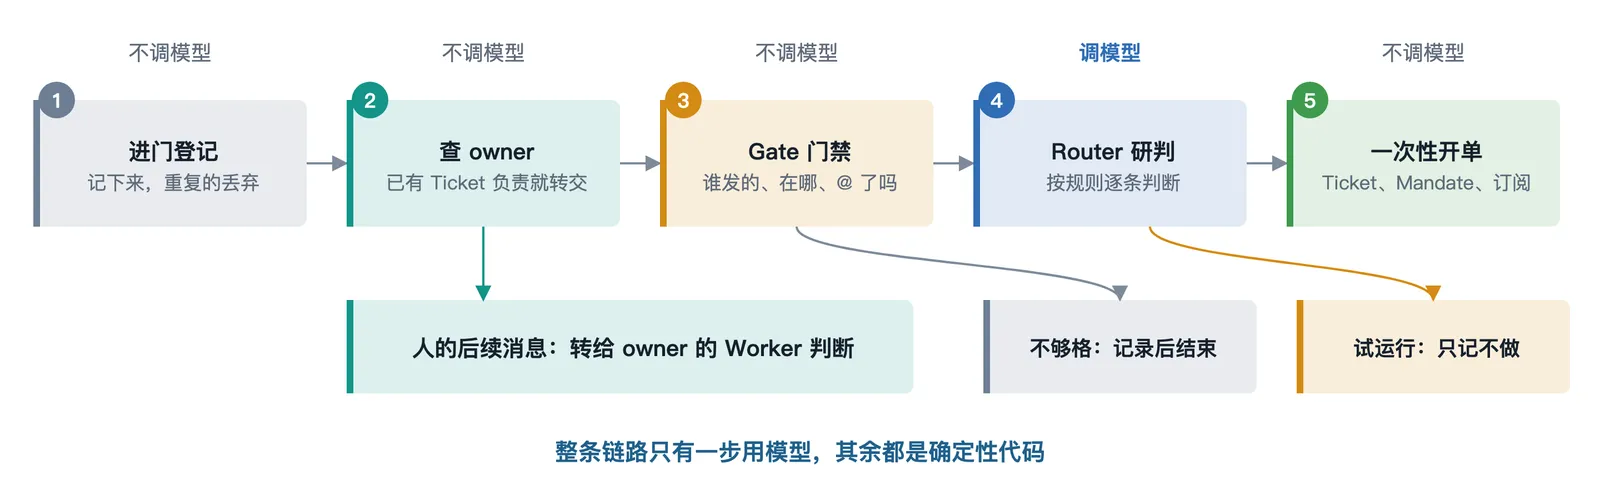 不调模型
不调模型
不调模型
调模型
不调模型
1
进门登记
记下来，重复的丢弃
2
查 owner
已有 Ticket 负责就转交
3
Gate 门禁
谁发的、在哪、@ 了吗
4
Router 研判
按规则逐条判断
5
一次性开单
Ticket、Mandate、订阅
人的后续消息：转给 owner 的 Worker 判断
不够格：记录后结束
试运行：只记不做
整条链路只有一步用模型，其余都是确定性代码